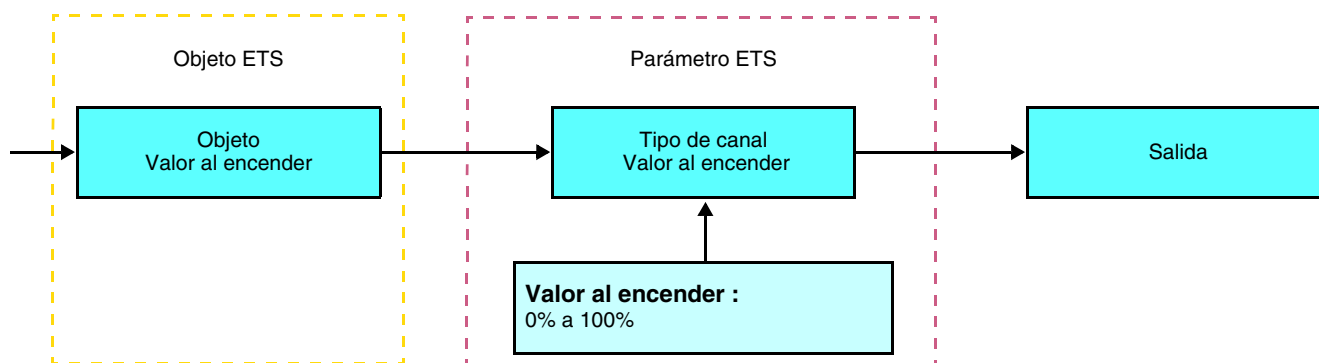 Objeto ETS
Parámetro ETS
Objeto
Valor al encender
Tipo de canal
Valor al encender
Salida
Valor al encender :
0% a 100%